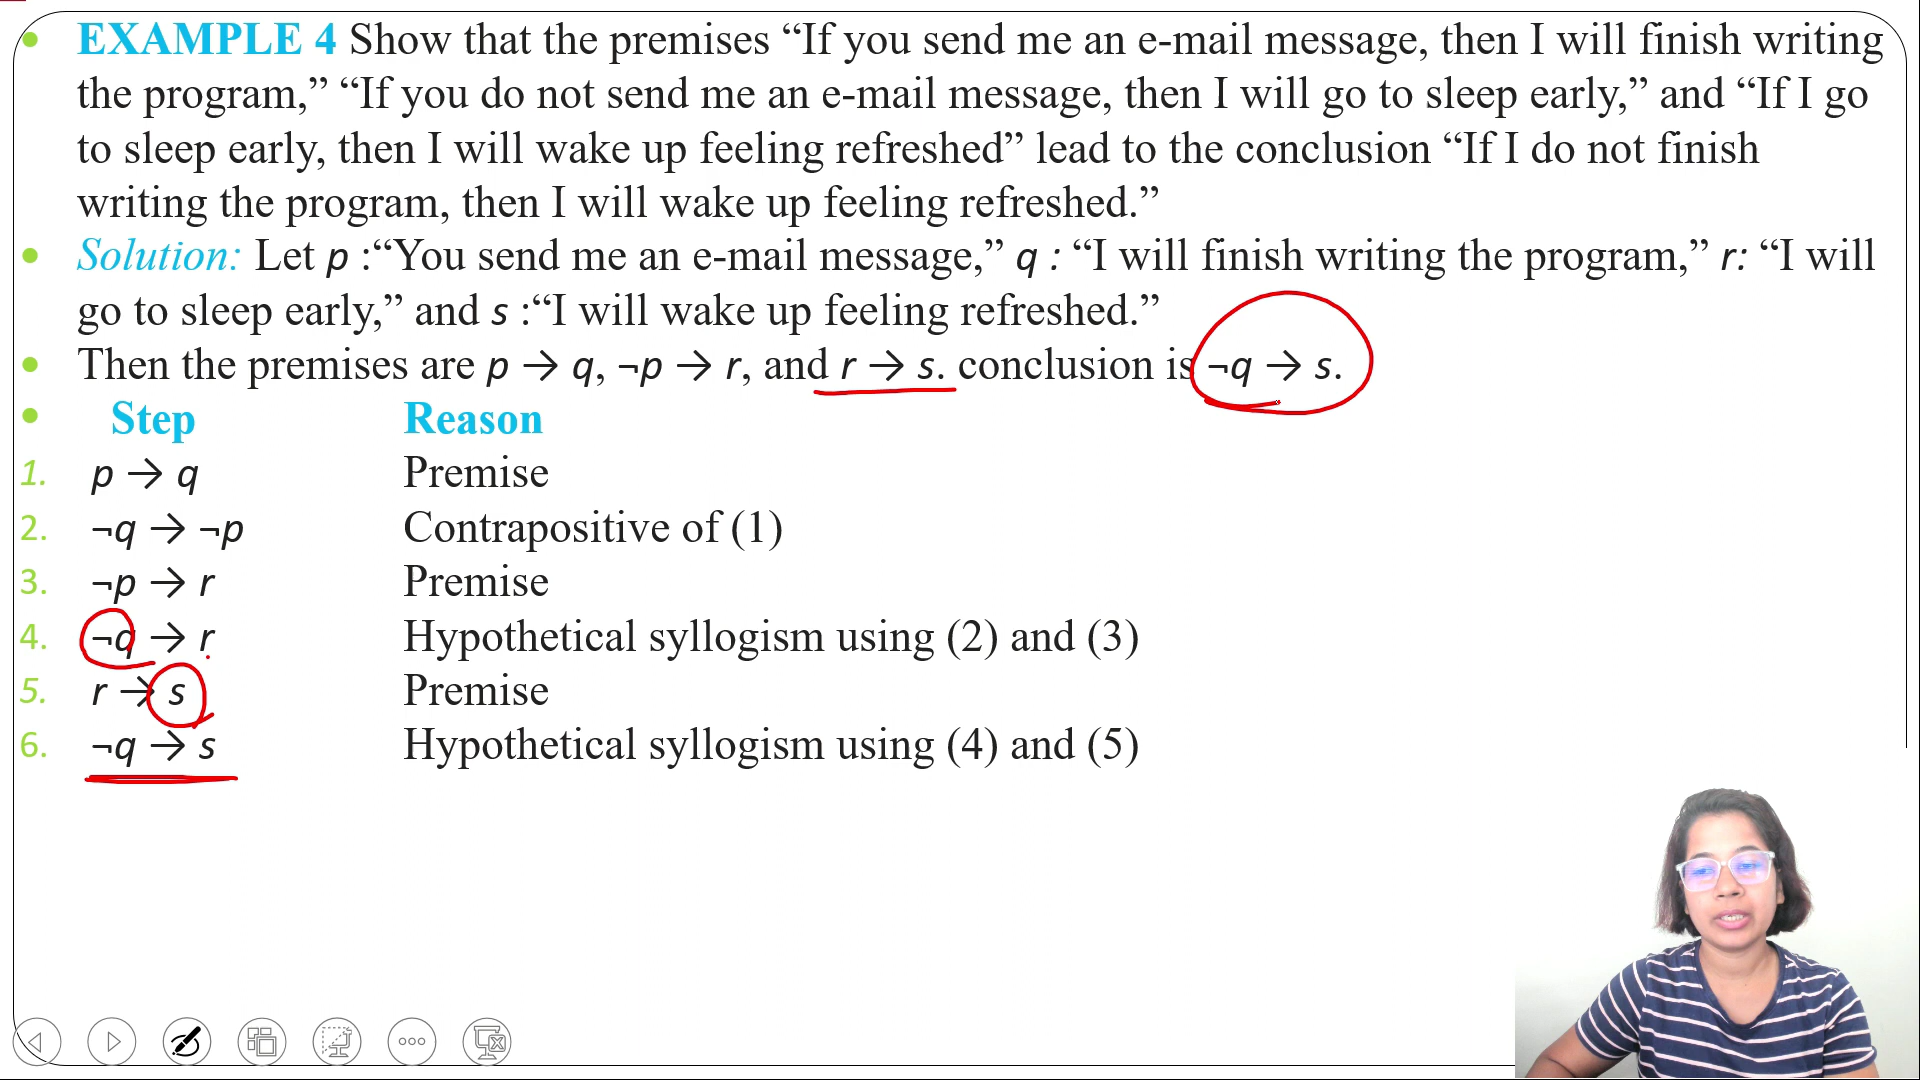 • EXAMPLE 4 Show that the premises “If you send me an e-mail message, then I will finish writing
the program,” “If you do not send me an e-mail message, then I will go to sleep early,” and “If I go
to sleep early, then I will wake up feeling refreshed” lead to the conclusion “If I do not finish
writing the program, then I will wake up feeling refreshed.”
• Solution: Let p :“You send me an e-mail message,” q : “I will finish writing the program,” r: “I will
go to sleep early,” and s :“I will wake up feeling refreshed.”
• Then the premises are p → q, ¬p → r, and r → s. conclusion is ¬q → s.
• Step Reason
1. p → q Premise
2. ¬q → ¬p Contrapositive of (1)
3. ¬p → r Premise
4. ¬q → r Hypothetical syllogism using (2) and (3)
5. r → s Premise
6. ¬q → s Hypothetical syllogism using (4) and (5)